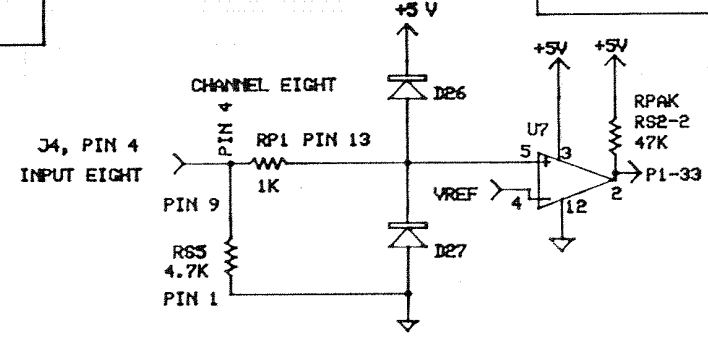 +5 V
+5V
+5V
CHANNEL EIGHT
D26
RPAK
RS2-2
47K
PIN 4
J4, PIN 4
INPUT EIGHT
RP1 PIN 13
1K
U7
5
+
3
P1-33
VREF
4
-
2
12
PIN 9
RS5
4.7K
PIN 1
D27